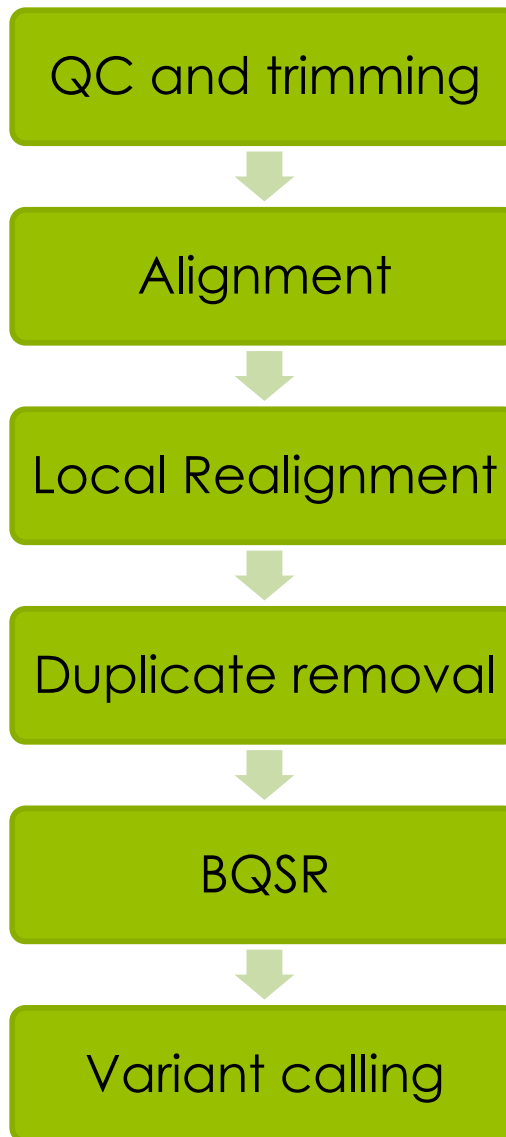 QC and trimming
Alignment
Local Realignment
Duplicate removal
BQSR
Variant calling